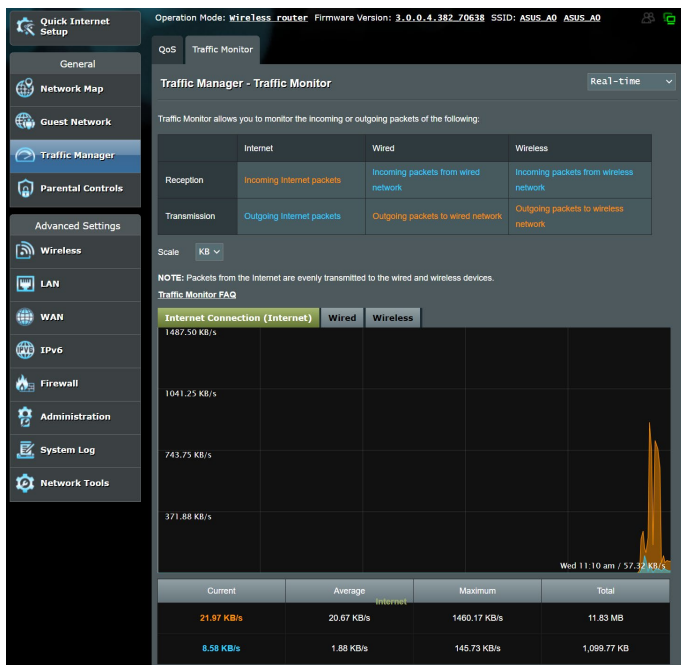 Quick Internet
Setup
General
Network Map
Guest Network
Traffic Manager
Parental Controls
Advanced Settings
Wireless
LAN
WAN
IPv6
Firewall
Administration
System Log
Network Tools
Operation Mode: Wireless router Firmware Version: 3.0.0.4.382_70638 SSID: ASUS_A0 ASUS_A0
QoS Traffic Monitor
Traffic Manager - Traffic Monitor Real-time
Traffic Monitor allows you to monitor the incoming or outgoing packets of the following:
Internet Wired Wireless
Reception Incoming Internet packets Incoming packets from wired network Incoming packets from wireless network
Transmission Outgoing Internet packets Outgoing packets to wired network Outgoing packets to wireless network
Scale KB
NOTE: Packets from the Internet are evenly transmitted to the wired and wireless devices.
Traffic Monitor FAQ
Internet Connection (Internet) Wired Wireless
1487.50 KB/s
1041.25 KB/s
743.75 KB/s
371.88 KB/s
Wed 11:10 am / 57.32 KB/s
Current Average Maximum Total
Internet
21.97 KB/s 20.67 KB/s 1460.17 KB/s 11.83 MB
8.58 KB/s 1.88 KB/s 145.73 KB/s 1,099.77 KB